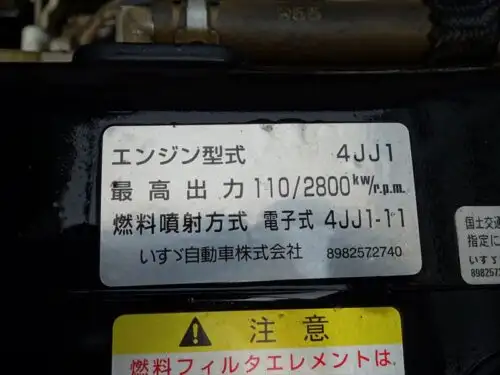 エンジン型式 4JJ1
最高出力 110/2800kW/r.p.m.
燃料噴射方式 電子式 4JJ1-11
いすゞ自動車株式会社 8982572740
国土交通
指定に
いすゞ
⚠ 注意
燃料フィルタエレメントは